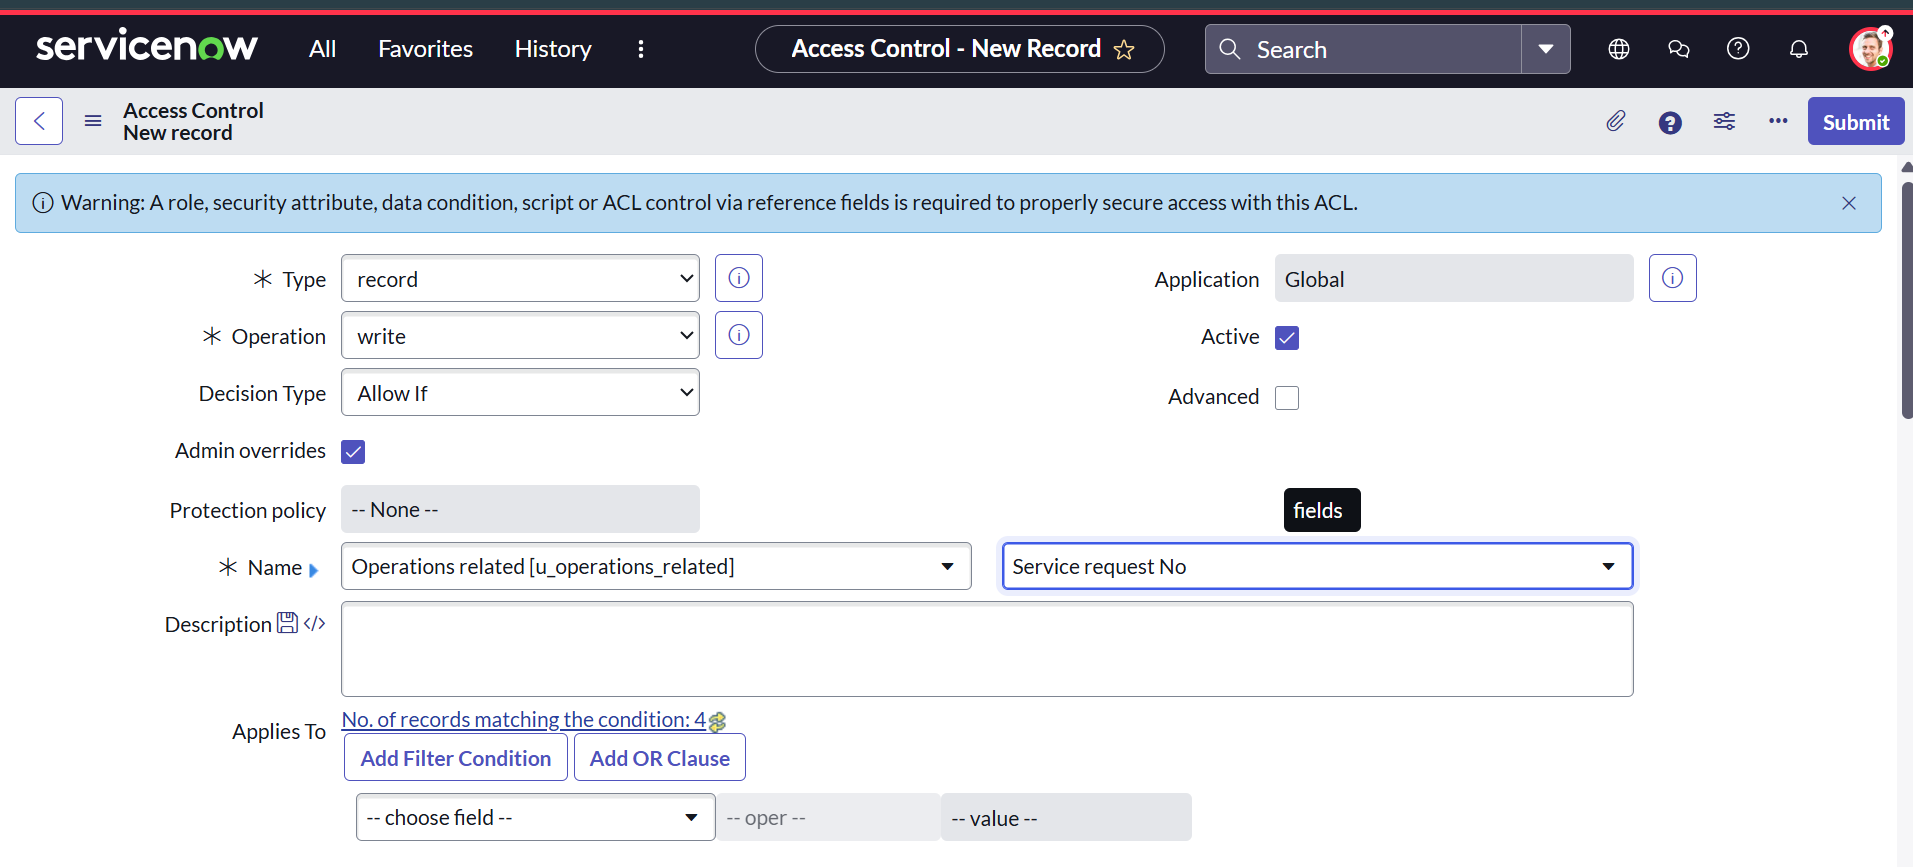 servicenow All Favorites History Access Control - New Record Search
Access Control
New record
Submit
Warning: A role, security attribute, data condition, script or ACL control via reference fields is required to properly secure access with this ACL.
Type record Application Global
Operation write Active
Decision Type Allow If Advanced
Admin overrides
Protection policy -- None -- fields
Name Operations related [u_operations_related] Service request No
Description
Applies To No. of records matching the condition: 4
Add Filter Condition Add OR Clause
-- choose field -- -- oper -- -- value --